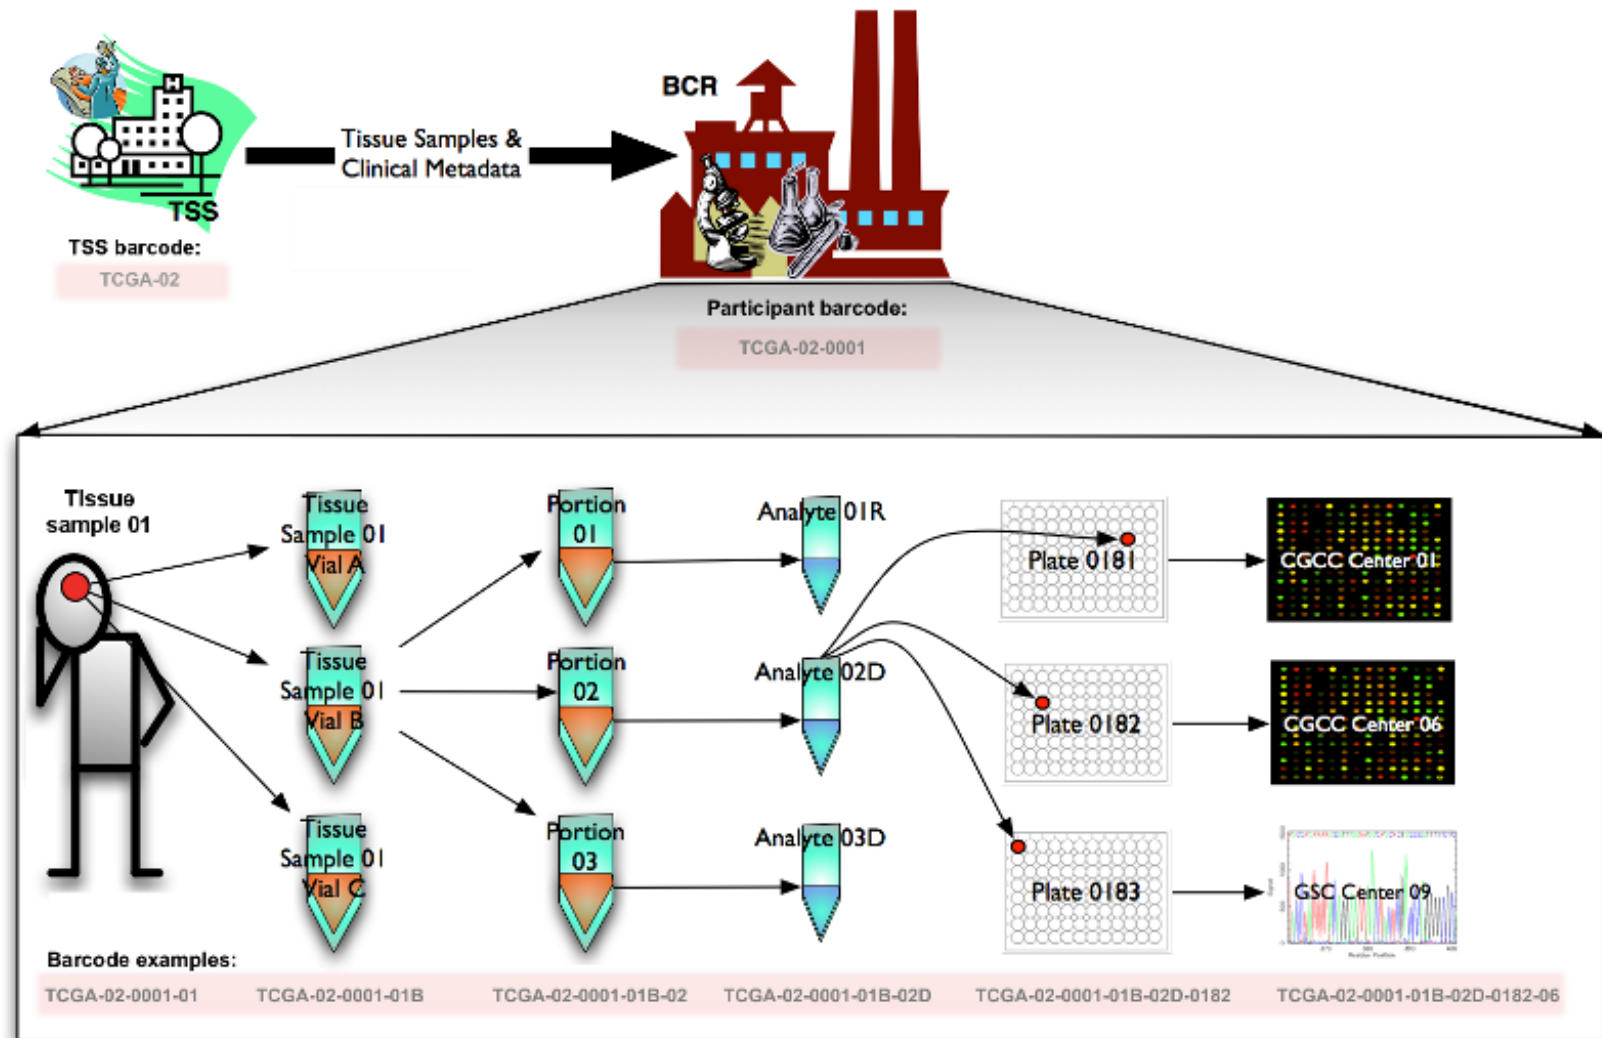 BCR
Tissue Samples &
Clinical Metadata
TSS
TSS barcode:
TCGA-02
Participant barcode:
TCGA-02-0001
Tissue
sample 01
Tissue
Sample 01
Vial A
Portion
01
Analyte 01R
Plate 0181
CGCC Center 01
Tissue
Sample 01
Vial B
Portion
02
Analyte 02D
Plate 0182
CGCC Center 06
Tissue
Sample 01
Vial C
Portion
03
Analyte 03D
Plate 0183
GSC Center 09
Barcode examples:
TCGA-02-0001-01
TCGA-02-0001-01B
TCGA-02-0001-01B-02
TCGA-02-0001-01B-02D
TCGA-02-0001-01B-02D-0182
TCGA-02-0001-01B-02D-0182-06